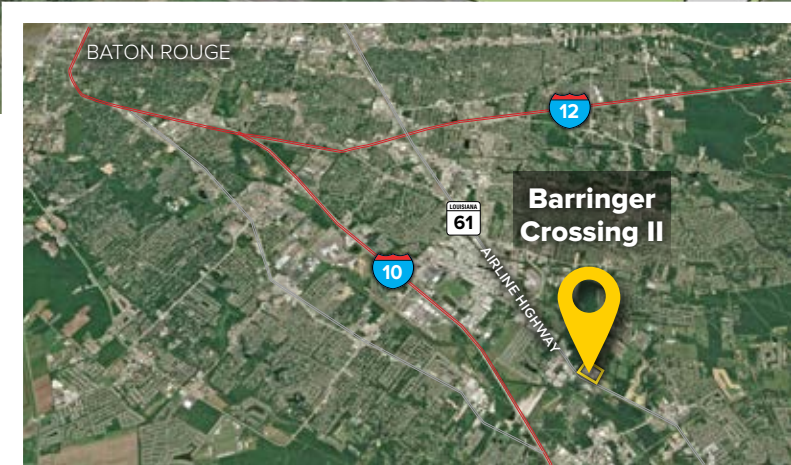 BATON ROUGE
12
LOUISIANA
61
Barringer
Crossing II
10
AIRLINE HIGHWAY